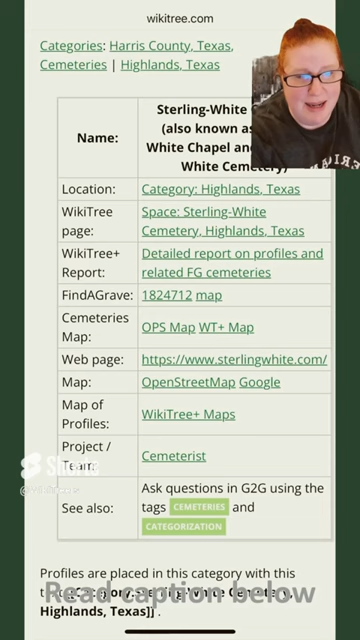 wikitree.com
Categories: Harris County, Texas,
Cemeteries | Highlands, Texas
Name:
Sterling-White
(also known as
White Chapel and
White Cemetery)
Location: Category: Highlands, Texas
WikiTree page: Space: Sterling-White
Cemetery, Highlands, Texas
WikiTree+ Report: Detailed report on profiles and
related FG cemeteries
FindAGrave: 1824712 map
Cemeteries Map: OPS Map WT+ Map
Web page: https://www.sterlingwhite.com/
Map: OpenStreetMap Google
Map of Profiles: WikiTree+ Maps
Project / Team: Cemeterist
See also: Ask questions in G2G using the
tags CEMETERIES and
CATEGORIZATION
Shorts
Profiles are placed in this category with this
Highlands, Texas]] .
Read caption below